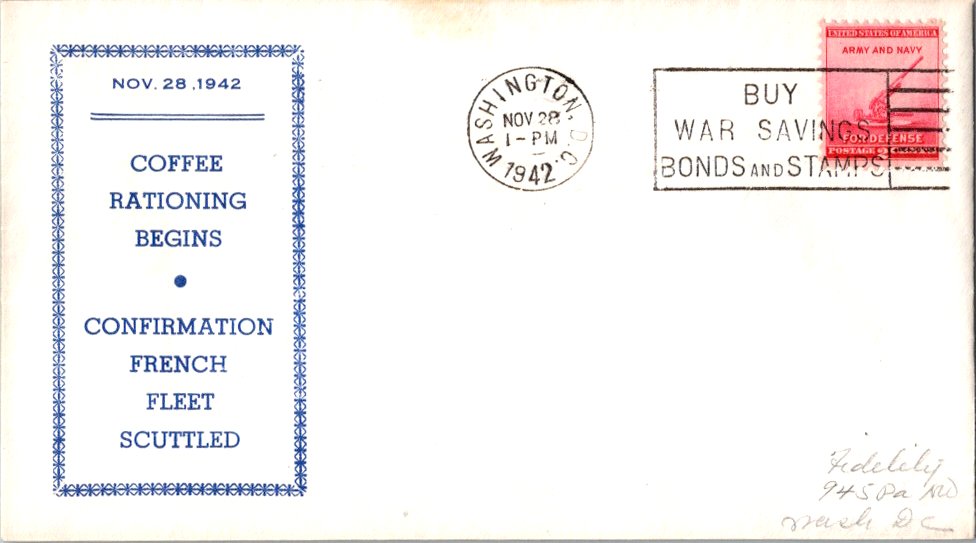 NOV. 28, 1942
COFFEE
RATIONING
BEGINS
CONFIRMATION
FRENCH
FLEET
SCUTTLED
WASHINGTON, D.C.
NOV 28
1-PM
1942
BUY
WAR SAVINGS
BONDS AND STAMPS
UNITED STATES OF AMERICA
ARMY AND NAVY
FOR DEFENSE
POSTAGE
Fidelity
945 Pa NW
Wash DC